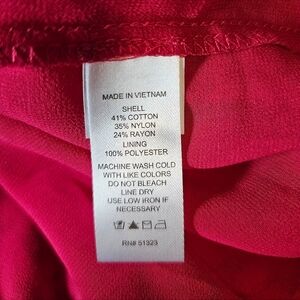 MADE IN VIETNAM
SHELL
41% COTTON
35% NYLON
24% RAYON
LINING
100% POLYESTER
MACHINE WASH COLD
WITH LIKE COLORS
DO NOT BLEACH
LINE DRY
USE LOW IRON IF
NECESSARY
RN# 51323